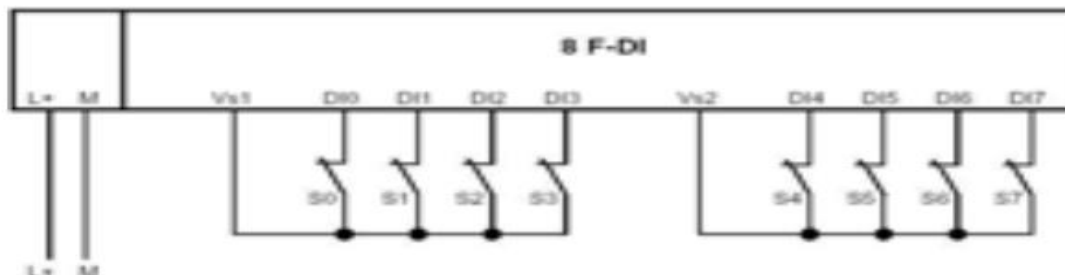 8 F-DI
L+ M Vs1 DI0 DI1 DI2 DI3 Vs2 DI4 DI5 DI6 DI7
S0 S1 S2 S3 S4 S5 S6 S7
L+ M